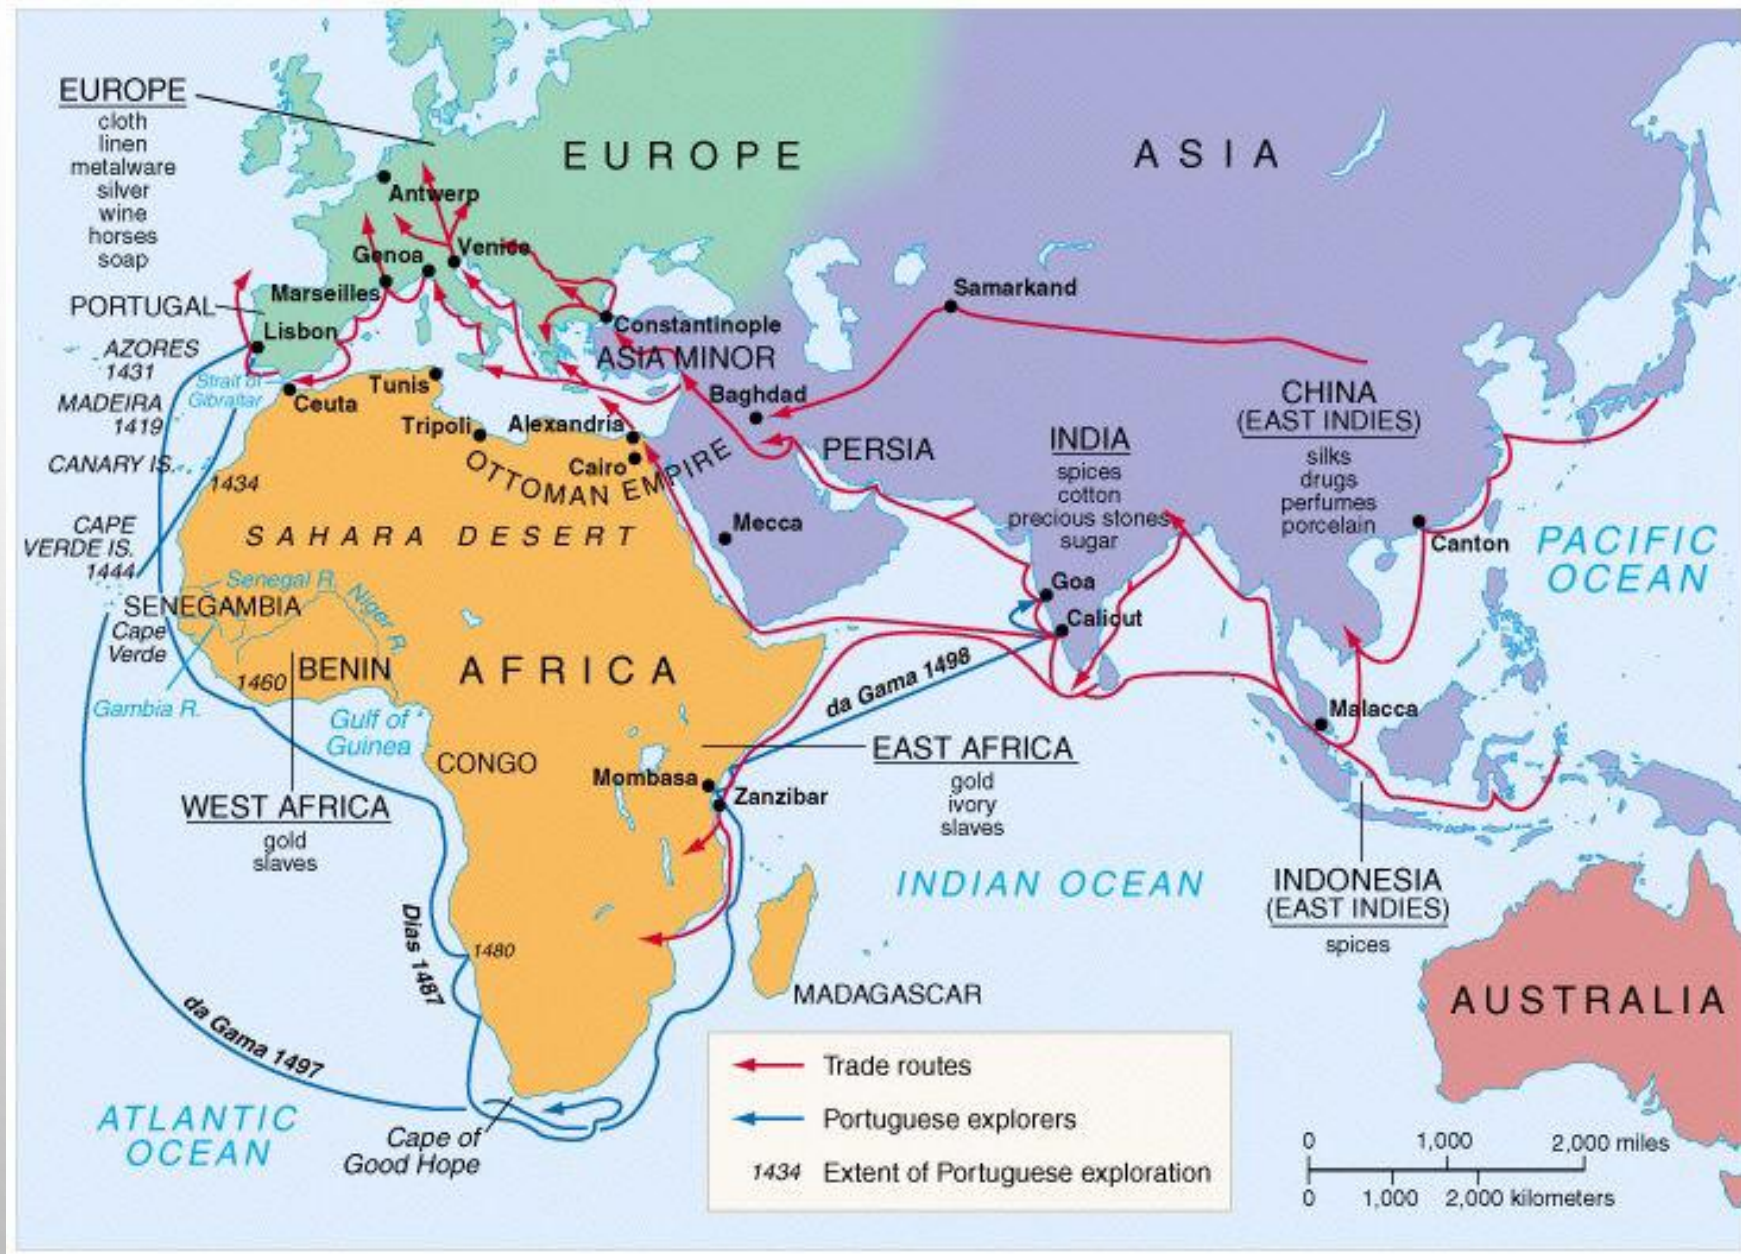 EUROPE
cloth
linen
metalware
silver
wine
horses
soap
EUROPE
ASIA
Antwerp
Venice
Genoa
Marseilles
PORTUGAL
Lisbon
Samarkand
Constantinople
ASIA MINOR
AZORES
1431
Strait of
Gibraltar
Ceuta
Tunis
Baghdad
MADEIRA
1419
Tripoli
Alexandria
CHINA
(EAST INDIES)
silks
drugs
perfumes
porcelain
CANARY IS.
1434
Cairo
OTTOMAN EMPIRE
PERSIA
INDIA
spices
cotton
precious stones
sugar
CAPE
VERDE IS.
1444
SAHARA DESERT
Mecca
Canton
PACIFIC
OCEAN
Senegal R.
Niger R.
SENEGAMBIA
Cape
Verde
Goa
Calicut
BENIN
1460
AFRICA
Gambia R.
Gulf of
Guinea
da Gama 1498
Malacca
CONGO
EAST AFRICA
gold
ivory
slaves
Mombasa
Zanzibar
WEST AFRICA
gold
slaves
INDIAN OCEAN
INDONESIA
(EAST INDIES)
spices
Dias 1487
1480
MADAGASCAR
AUSTRALIA
da Gama 1497
ATLANTIC
OCEAN
Cape of
Good Hope
Trade routes
Portuguese explorers
1434 Extent of Portuguese exploration
0 1,000 2,000 miles
0 1,000 2,000 kilometers